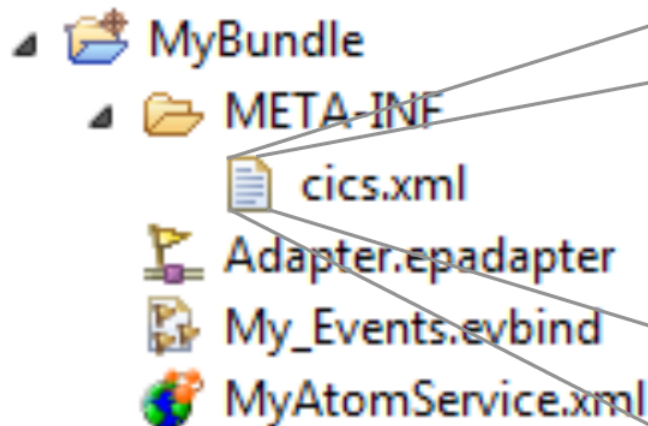 MyBundle
META-INF
cics.xml
Adapter.epadapter
My_Events.evbind
MyAtomService.xml